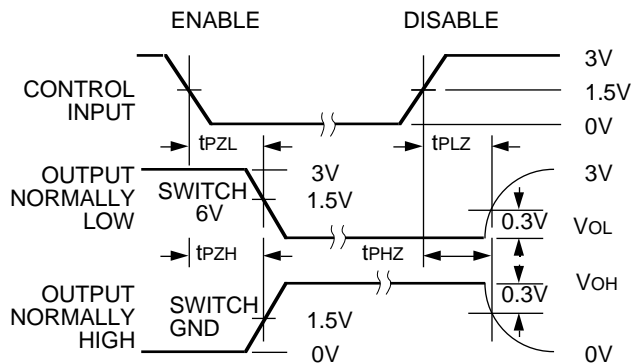 ENABLE
DISABLE
CONTROL
INPUT
3V
1.5V
0V
tPZL
tPLZ
OUTPUT
NORMALLY
LOW
SWITCH
6V
3V
1.5V
3V
0.3V
VOL
tPZH
tPHZ
OUTPUT
NORMALLY
HIGH
SWITCH
GND
1.5V
0V
0.3V
VOH
0V